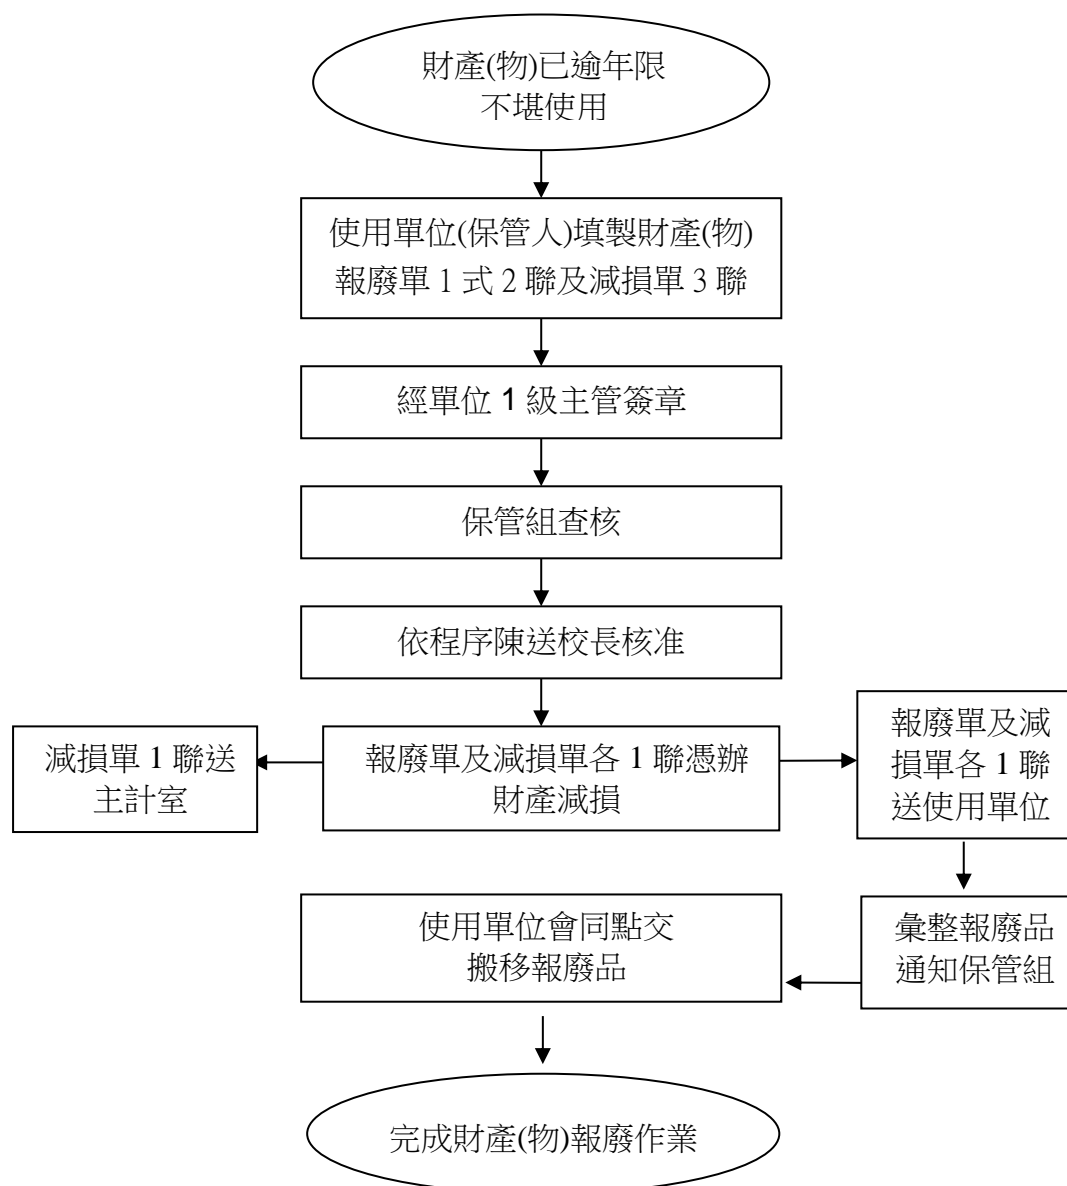 財產(物)已逾年限
不堪使用
使用單位(保管人)填製財產(物)
報廢單 1 式 2 聯及減損單 3 聯
經單位 1 級主管簽章
保管組查核
依程序陳送校長核准
減損單 1 聯送
主計室
報廢單及減損單各 1 聯憑辦
財產減損
報廢單及減
損單各 1 聯
送使用單位
彙整報廢品
通知保管組
使用單位會同點交
搬移報廢品
完成財產(物)報廢作業